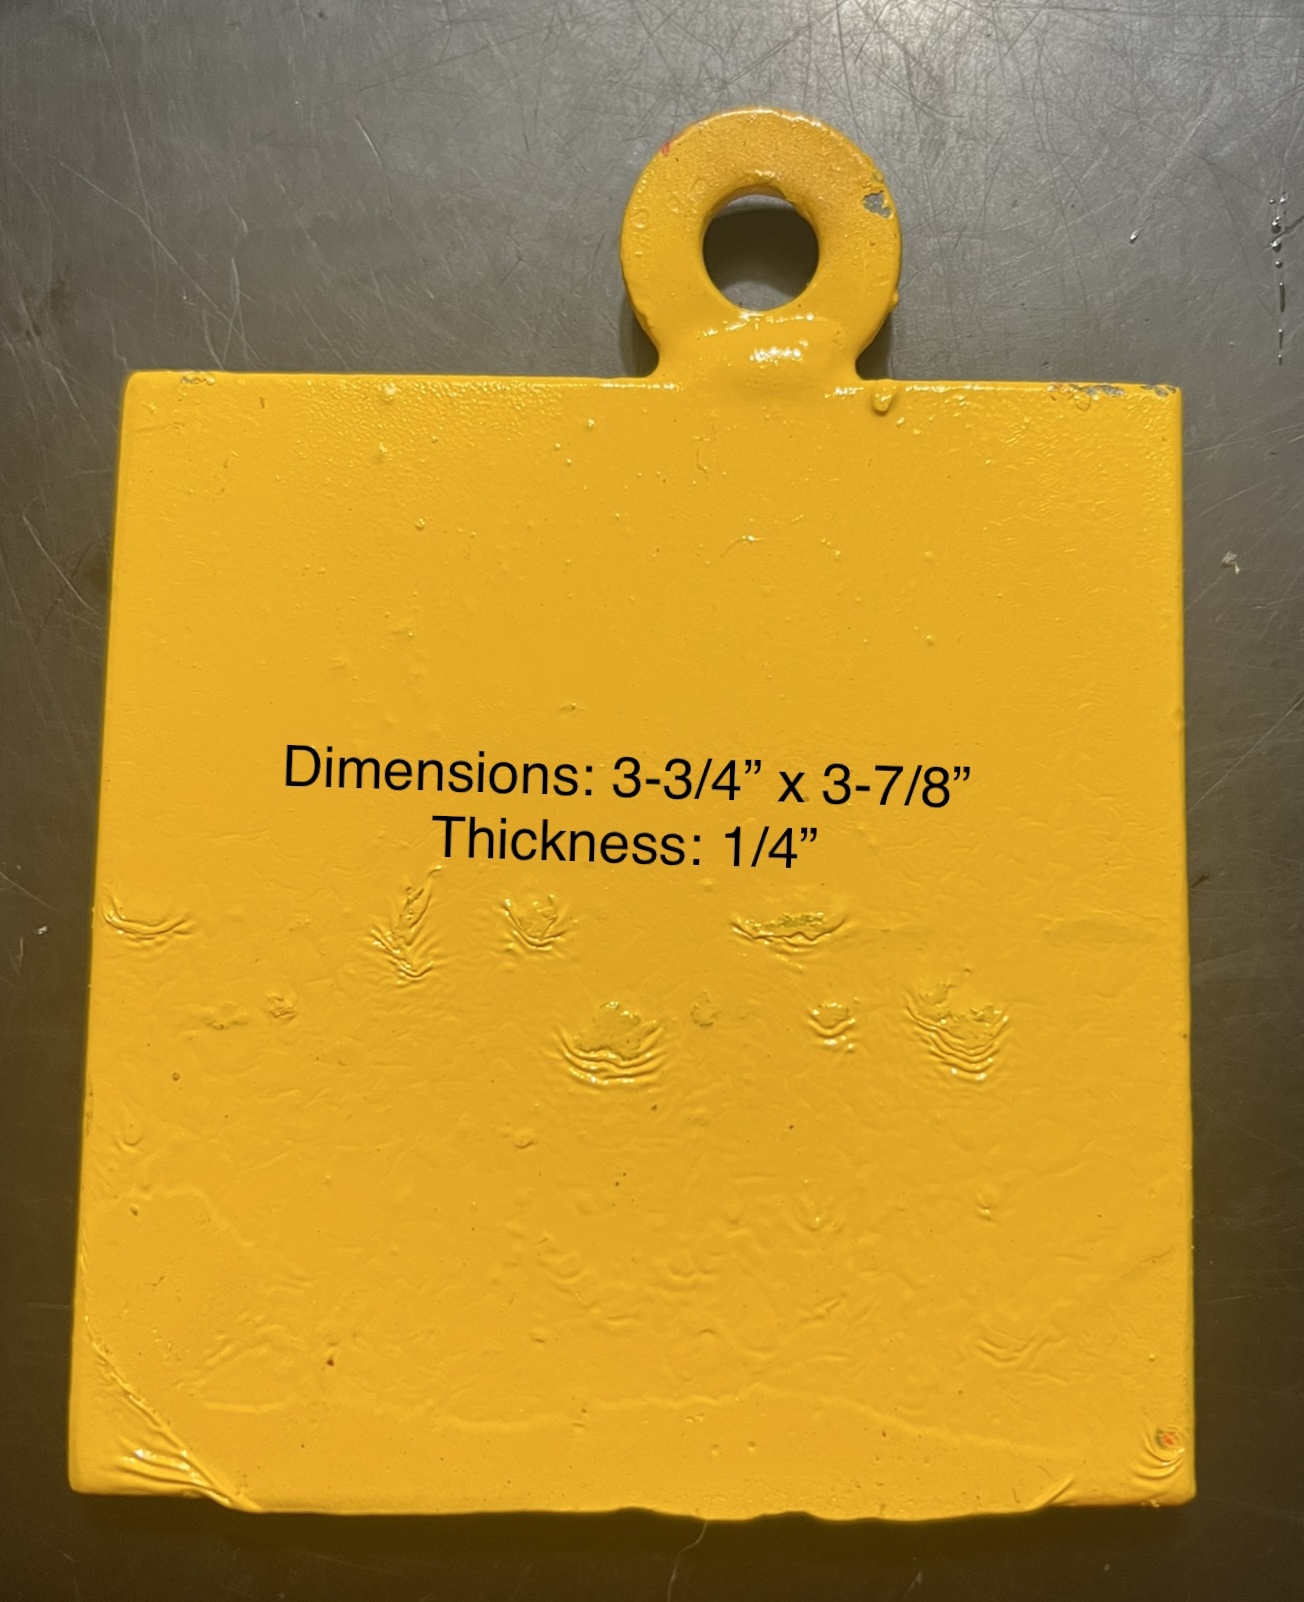 Dimensions: 3-3/4” x 3-7/8”
Thickness: 1/4”